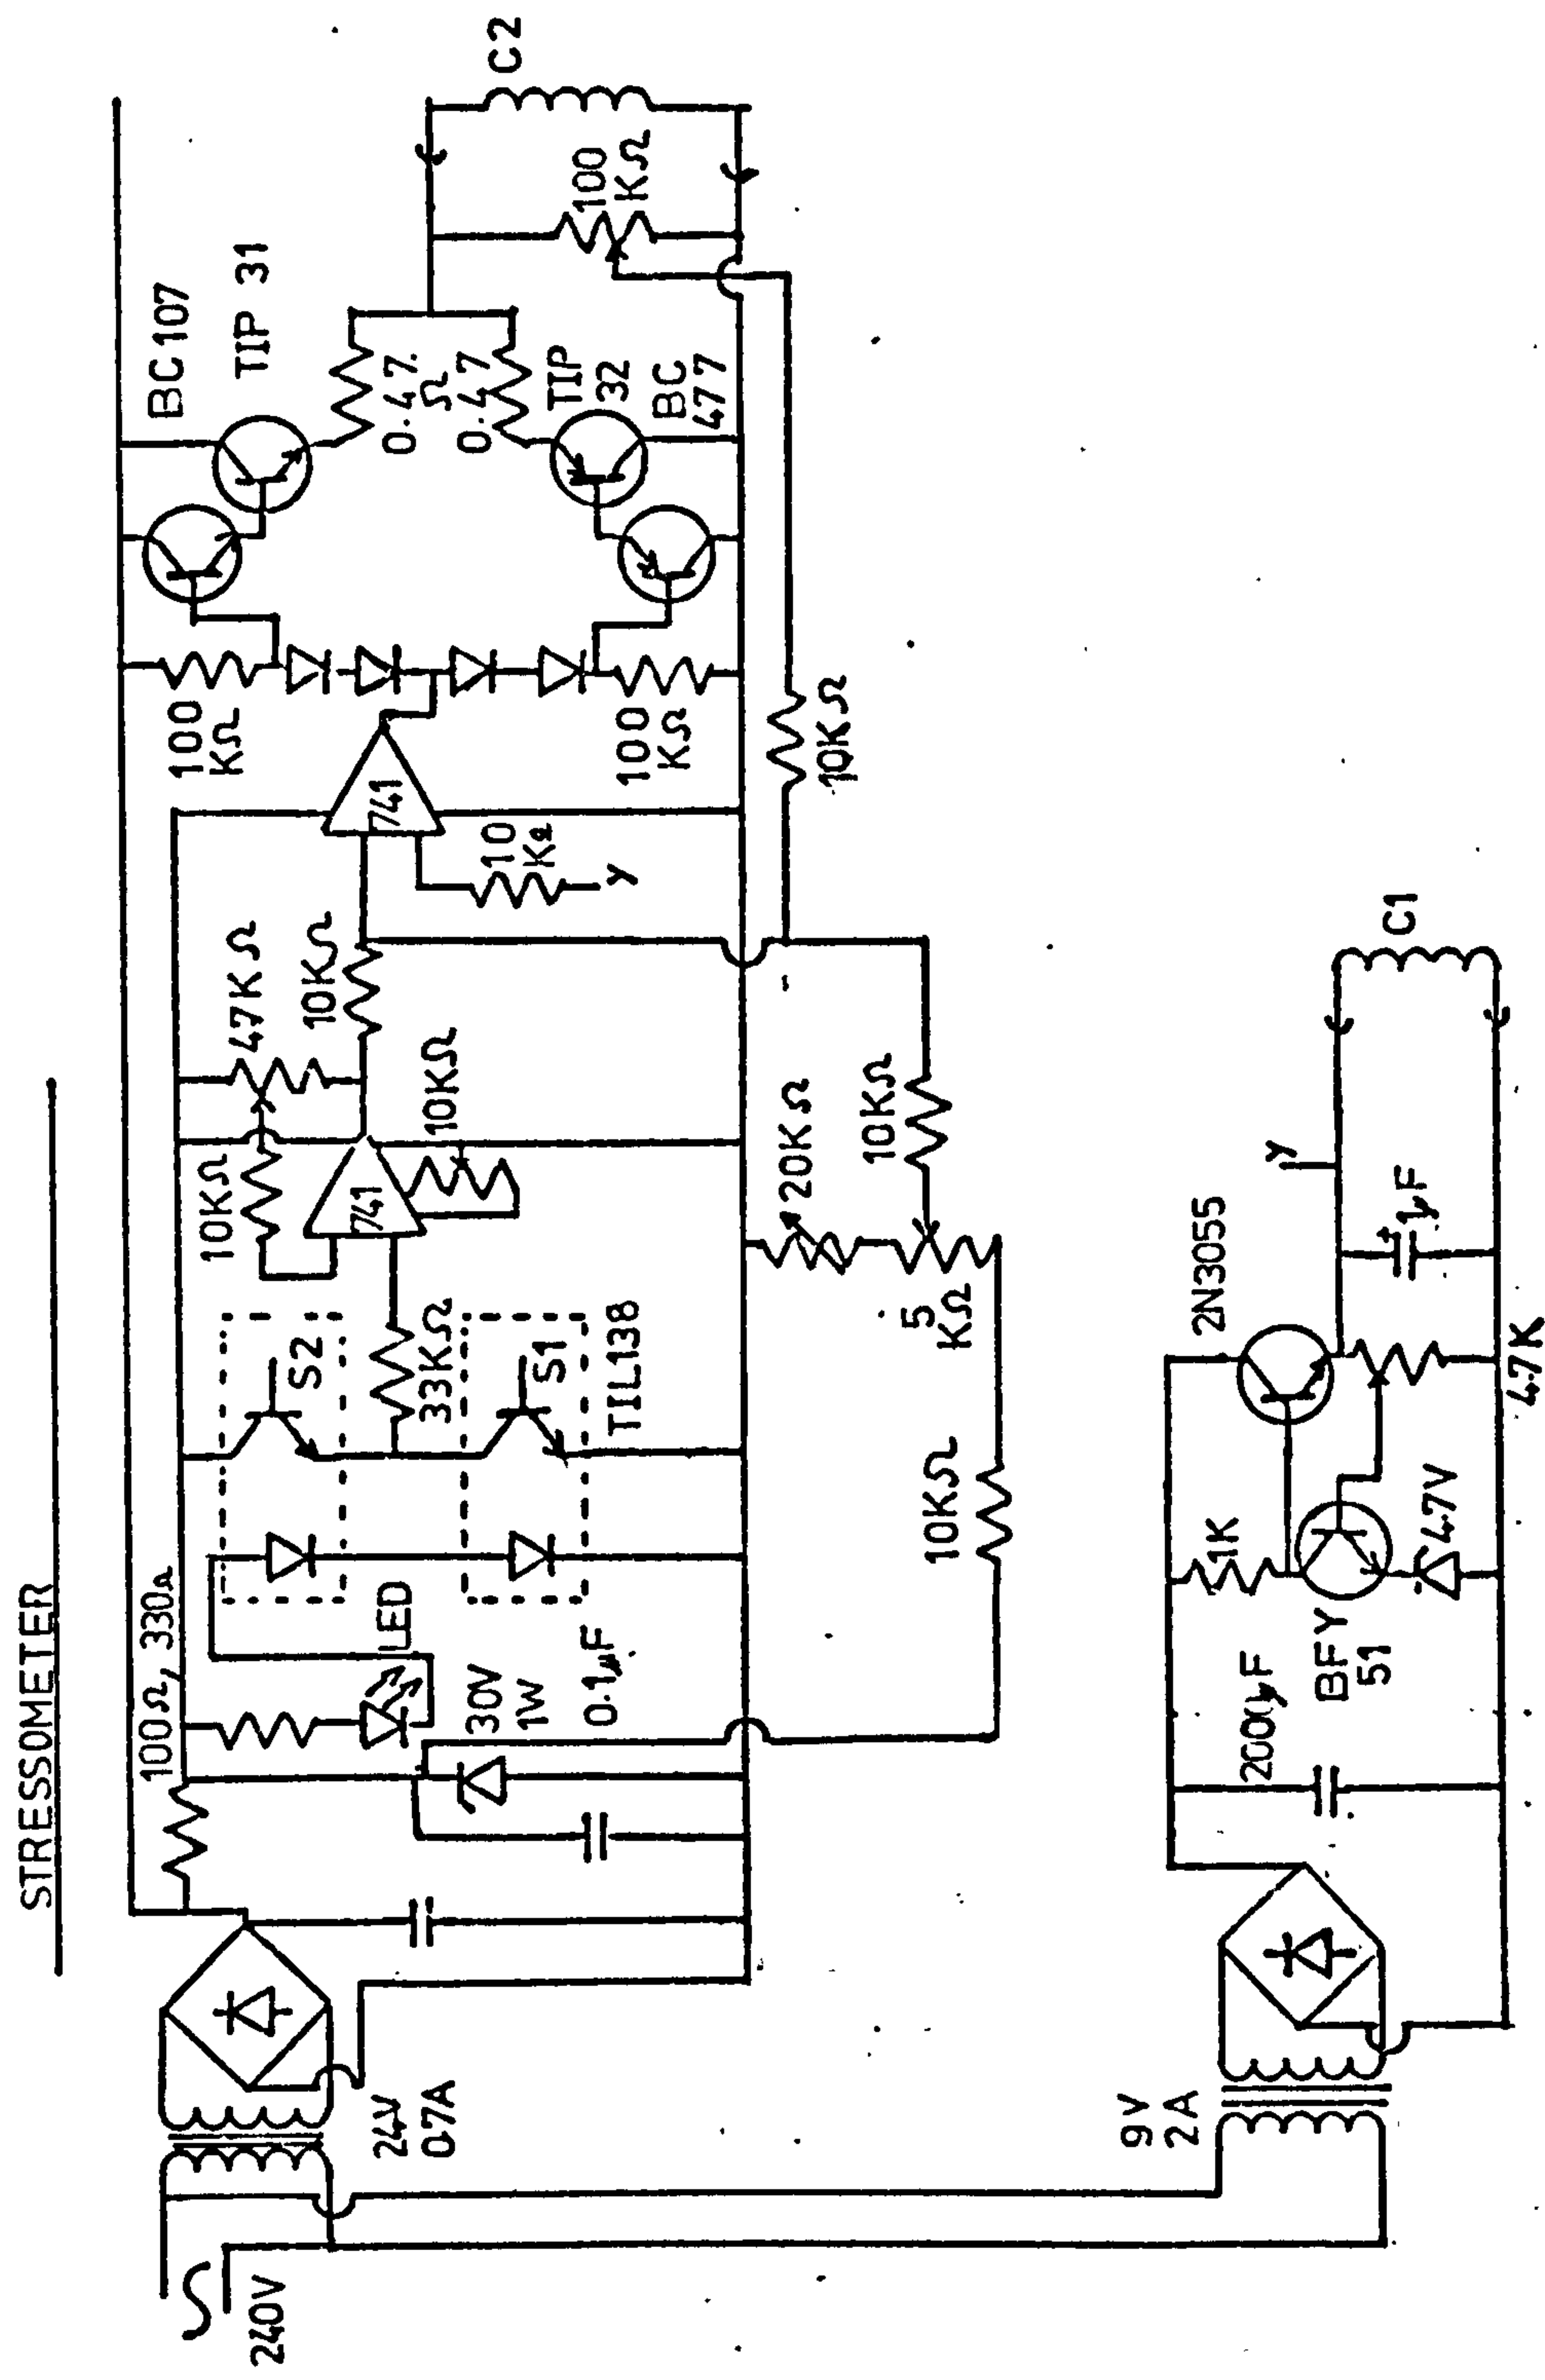 STRESSOMETER
240V
24V
0.7A
100Ω, 330Ω
LED
30V
1W
0.1µF
S2
S1
TIL138
33KΩ
10KΩ
741
10KΩ
47KΩ
10KΩ
741
10
KΩ
Y
100
KΩ
100
KΩ
BC107
TIP 31
0.47
Ω
0.47
TIP
32
BC
477
100
KΩ
C2
10KΩ
20KΩ
10KΩ
5
KΩ
10KΩ
9V
2A
2000µF
BFY
51
1K
4.7V
2N3055
4.7K
1µF
Y
C1